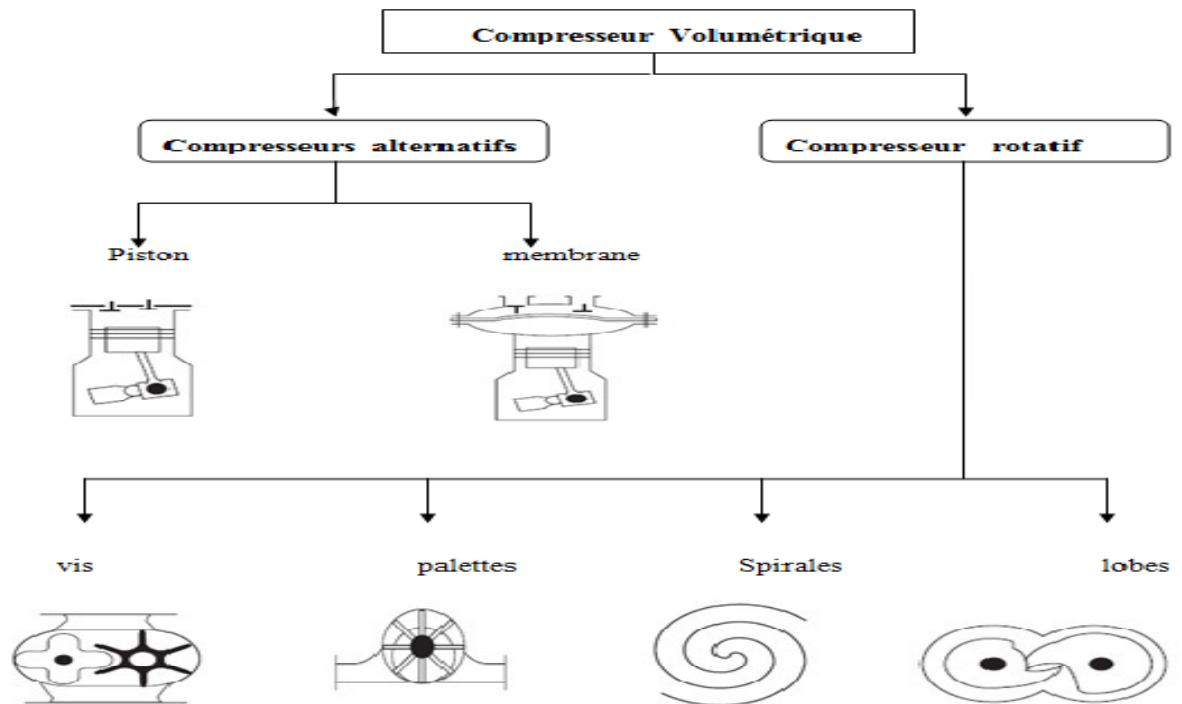 Compresseur Volumétrique
Compresseurs alternatifs
Compresseur rotatif
Piston
membrane
vis
palettes
Spirales
lobes